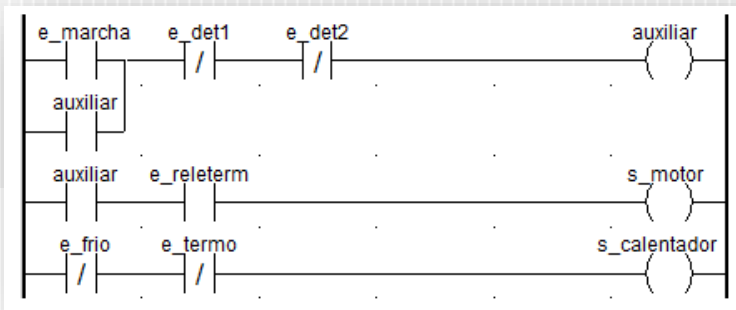 e_marcha e_det1 e_det2 auxiliar
/ /
auxiliar
auxiliar e_releterm s_motor
e_frio e_termo s_calentador
/ /